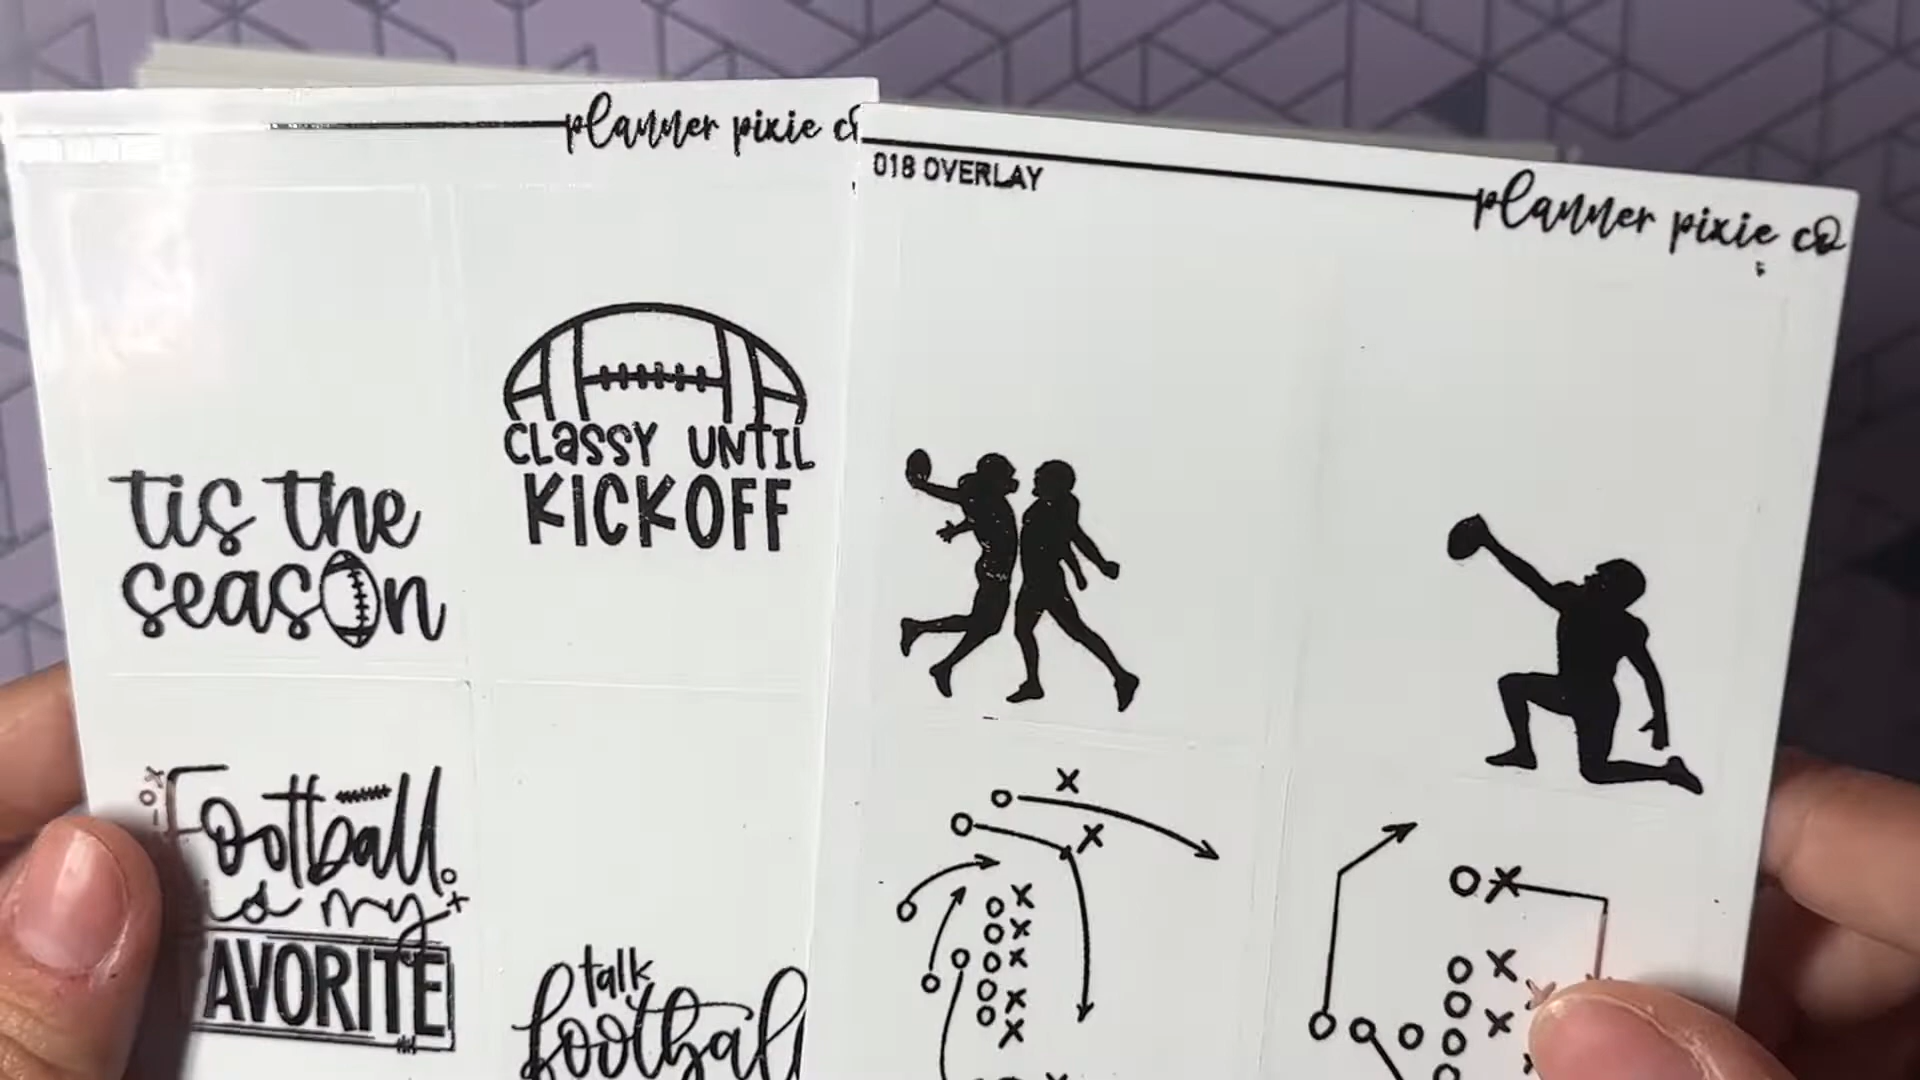 planner pixie co
tis the
season
CLASSY UNTIL
KICKOFF
Football
is my
FAVORITE
talk
football
018 OVERLAY
planner pixie co